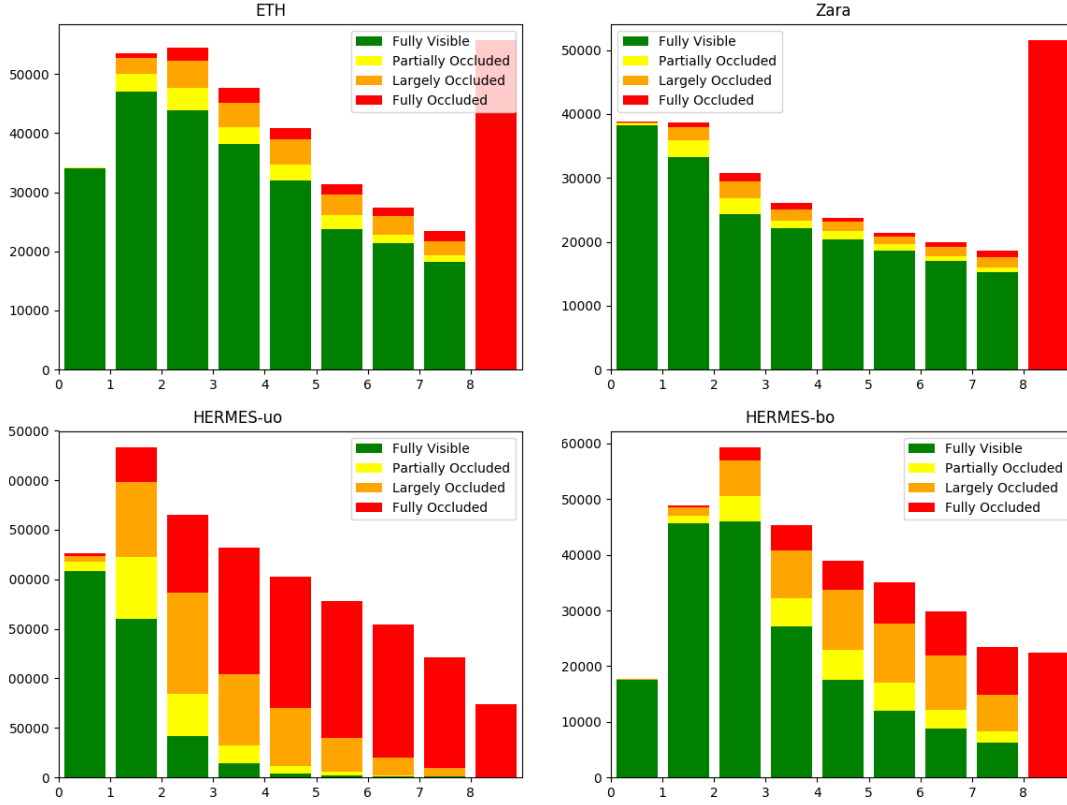 ETH
Fully Visible
Partially Occluded
Largely Occluded
Fully Occluded
50000
40000
30000
20000
10000
0
0 1 2 3 4 5 6 7 8
Zara
Fully Visible
Partially Occluded
Largely Occluded
Fully Occluded
50000
40000
30000
20000
10000
0
0 1 2 3 4 5 6 7 8
HERMES-uo
Fully Visible
Partially Occluded
Largely Occluded
Fully Occluded
50000
00000
50000
00000
50000
00000
50000
0
0 1 2 3 4 5 6 7 8
HERMES-bo
Fully Visible
Partially Occluded
Largely Occluded
Fully Occluded
60000
50000
40000
30000
20000
10000
0
0 1 2 3 4 5 6 7 8